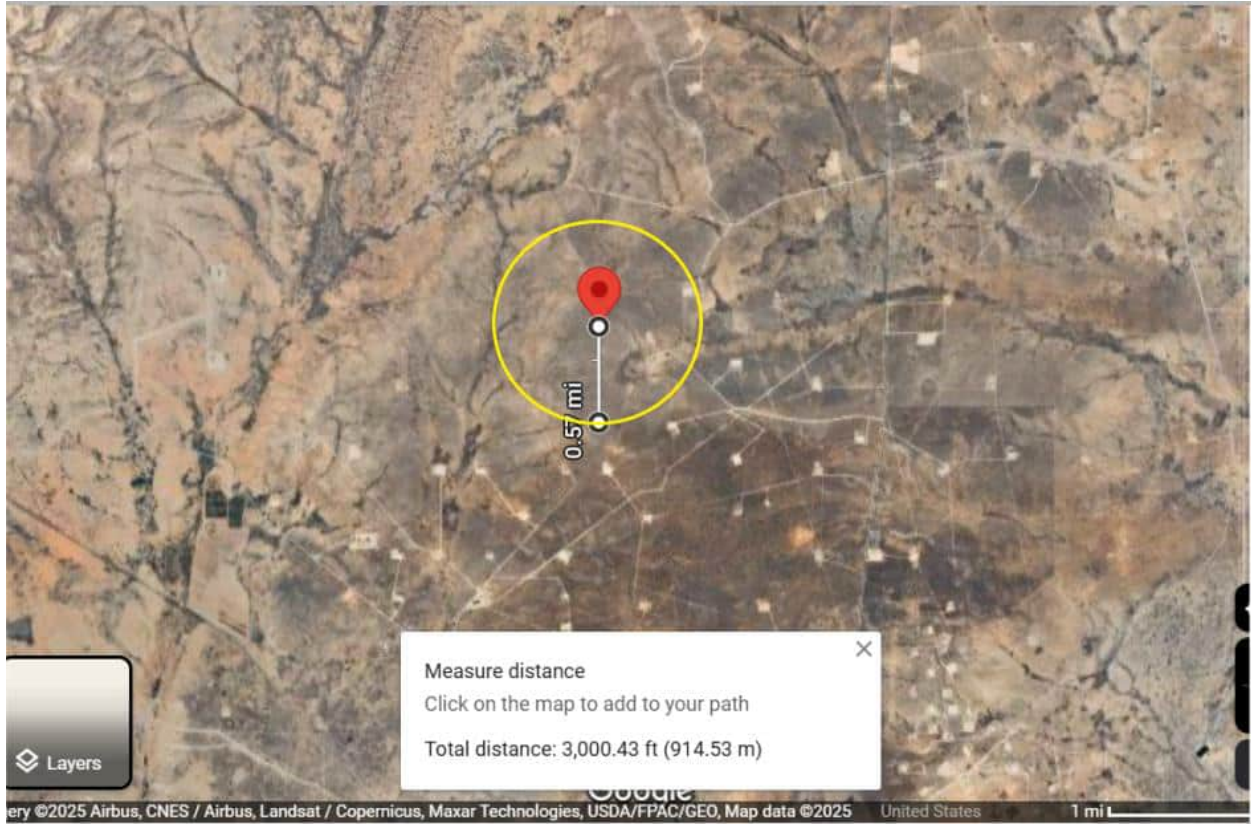 0.57 mi
Measure distance
Click on the map to add to your path
Total distance: 3,000.43 ft (914.53 m)
Layers
Google
ery ©2025 Airbus, CNES / Airbus, Landsat / Copernicus, Maxar Technologies, USDA/FPAC/GEO, Map data ©2025 United States 1 mi